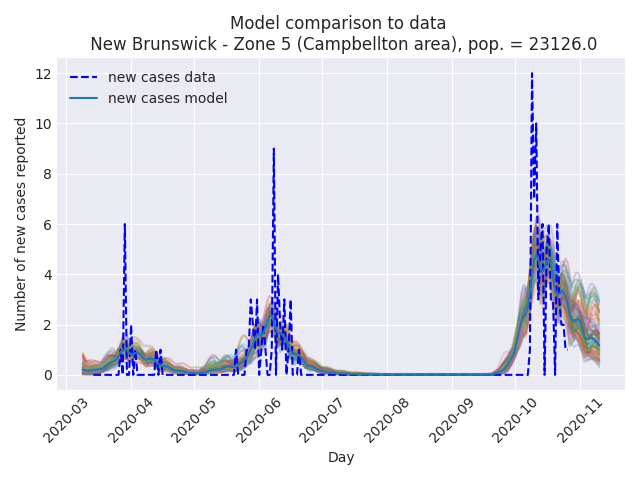 Model comparison to data
New Brunswick - Zone 5 (Campbellton area), pop. = 23126.0
new cases data
new cases model
Number of new cases reported
12
10
8
6
4
2
0
2020-03
2020-04
2020-05
2020-06
2020-07
2020-08
2020-09
2020-10
2020-11
Day